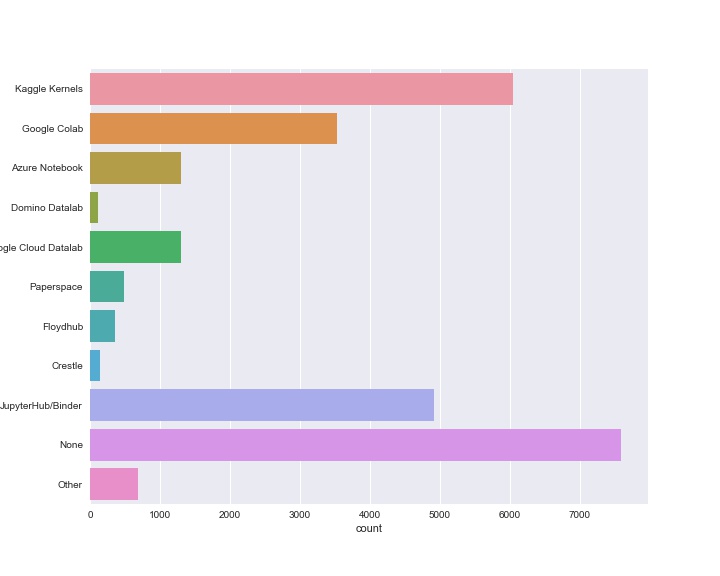 Kaggle Kernels
Google Colab
Azure Notebook
Domino Datalab
ogle Cloud Datalab
Paperspace
Floydhub
Crestle
JupyterHub/Binder
None
Other
0 1000 2000 3000 4000 5000 6000 7000
count